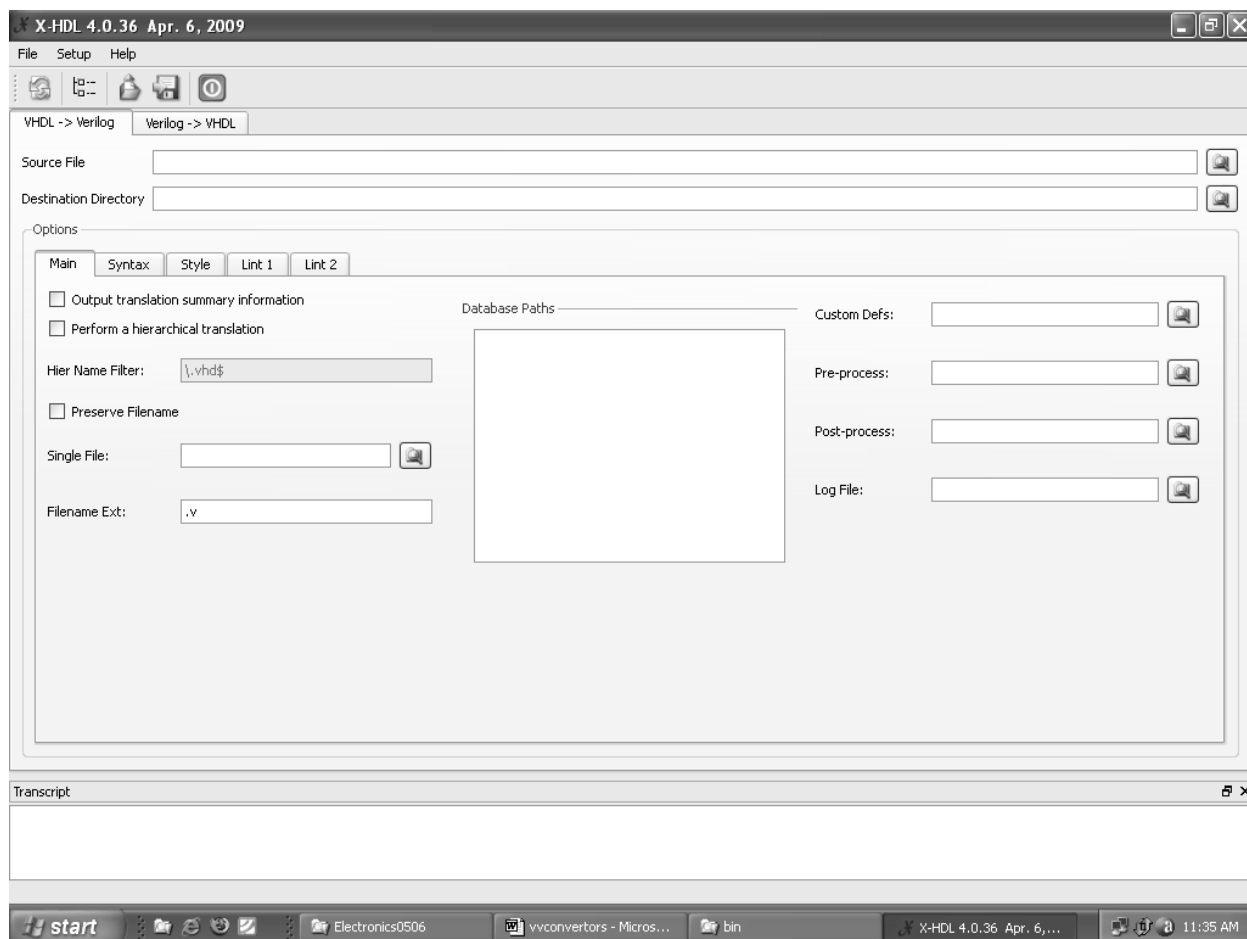 X-HDL 4.0.36 Apr. 6, 2009
File Setup Help
VHDL -> Verilog Verilog -> VHDL
Source File
Destination Directory
Options
Main Syntax Style Lint 1 Lint 2
Output translation summary information
Perform a hierarchical translation
Hier Name Filter: \.vhd$
Preserve Filename
Single File:
Filename Ext: .v
Database Paths
Custom Defs:
Pre-process:
Post-process:
Log File:
Transcript
start Electronics0506 vvconvertors - Micros... bin X-HDL 4.0.36 Apr. 6,... 11:35 AM